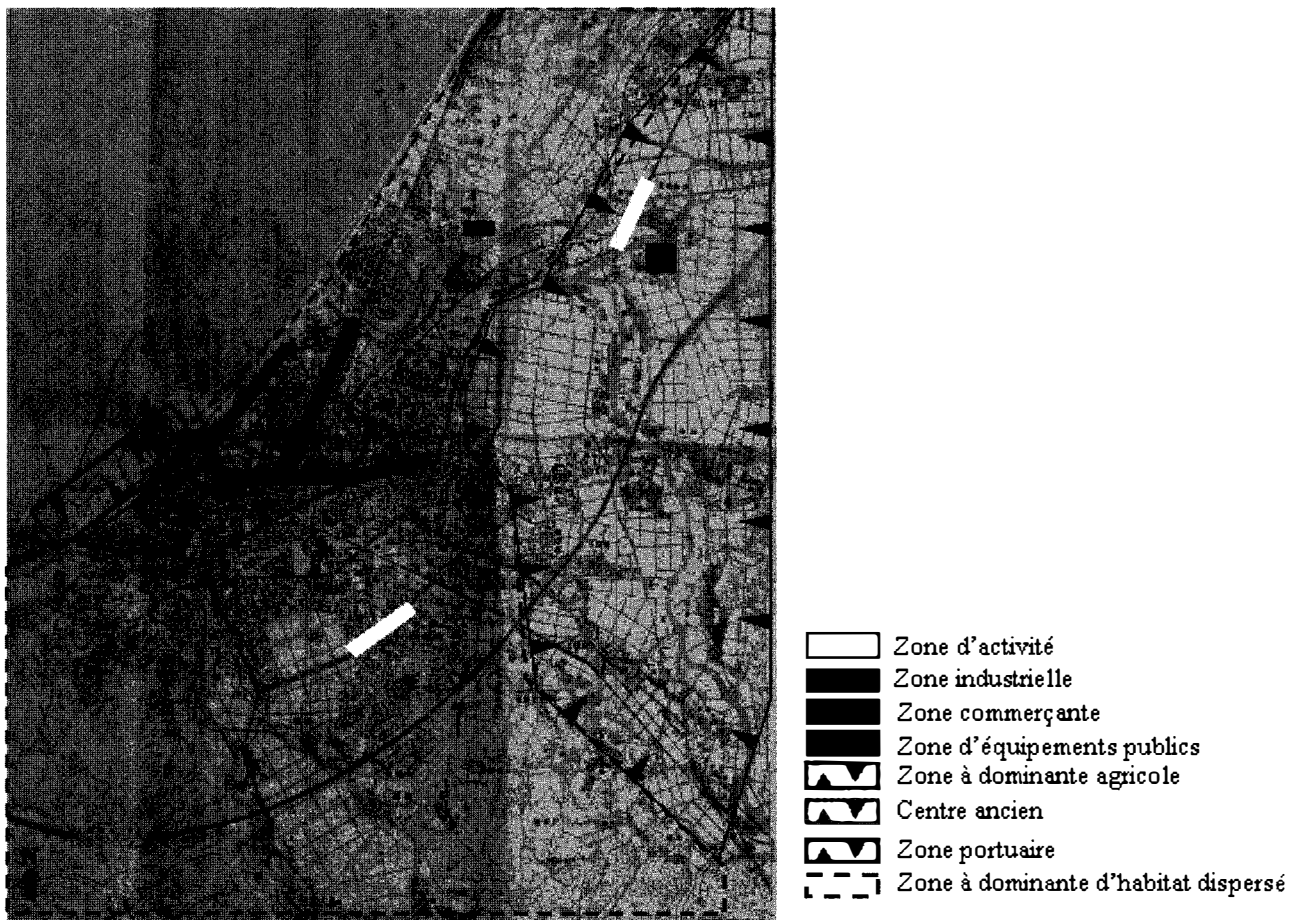 Zone d'activité
Zone industrielle
Zone commerçante
Zone d'équipements publics
Zone à dominante agricole
Centre ancien
Zone portuaire
Zone à dominante d'habitat dispersé